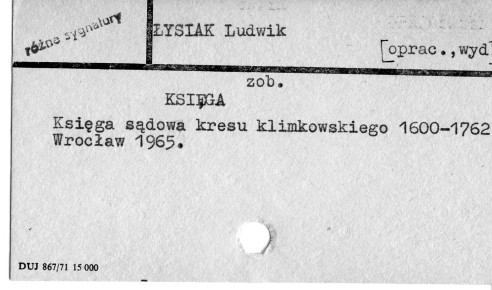 różne sygnatury
ŁYSIAK Ludwik
[oprac.,wyd]
zob.
KSIĘGA
Księga sądowa kresu klimkowskiego 1600-1762
Wrocław 1965.
DUJ 867/71 15 000